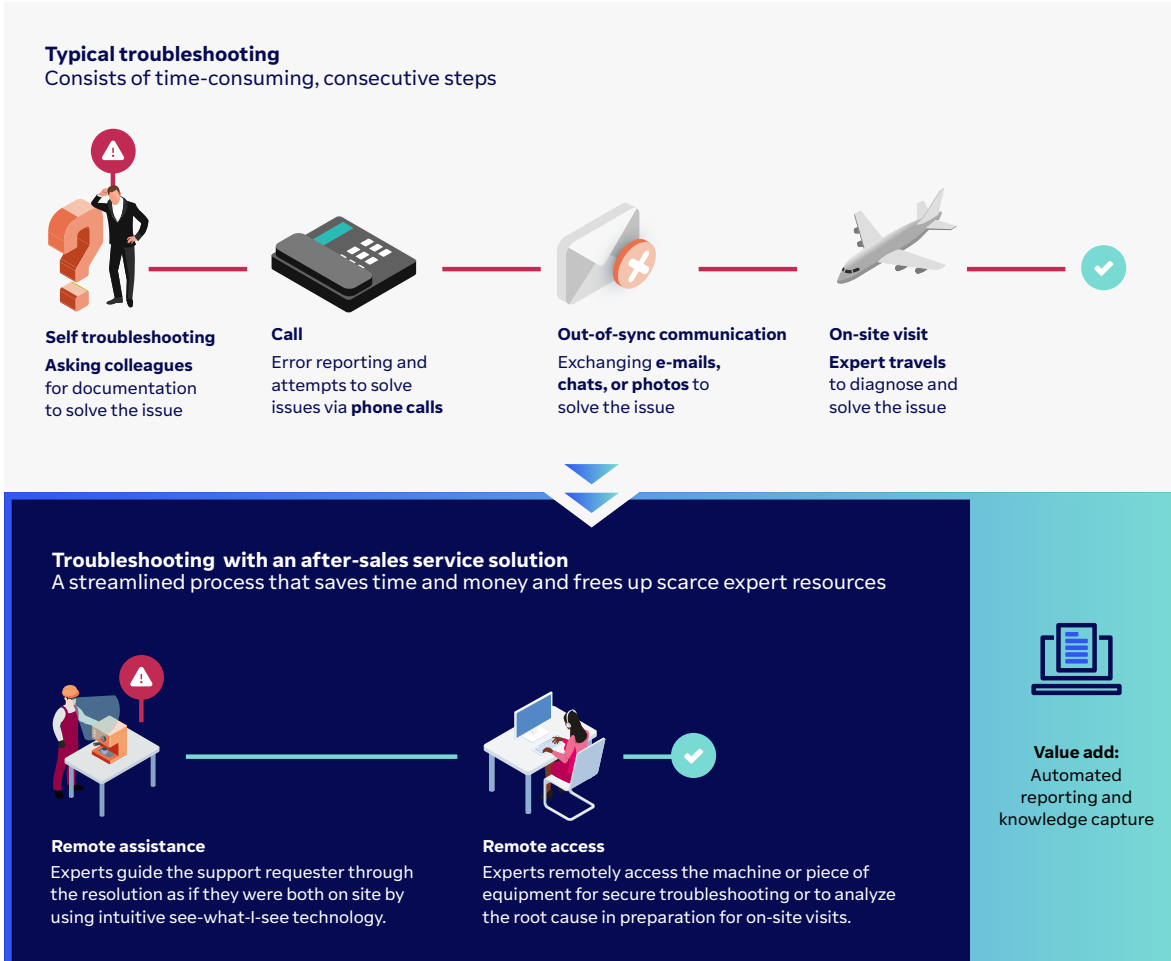 Typical troubleshooting
Consists of time-consuming, consecutive steps
Self troubleshooting
Asking colleagues
for documentation
to solve the issue
Call
Error reporting and
attempts to solve
issues via phone calls
Out-of-sync communication
Exchanging e-mails,
chats, or photos to
solve the issue
On-site visit
Expert travels
to diagnose and
solve the issue
Troubleshooting with an after-sales service solution
A streamlined process that saves time and money and frees up scarce expert resources
Remote assistance
Experts guide the support requester through
the resolution as if they were both on site by
using intuitive see-what-I-see technology.
Remote access
Experts remotely access the machine or piece of
equipment for secure troubleshooting or to analyze
the root cause in preparation for on-site visits.
Value add:
Automated
reporting and
knowledge capture